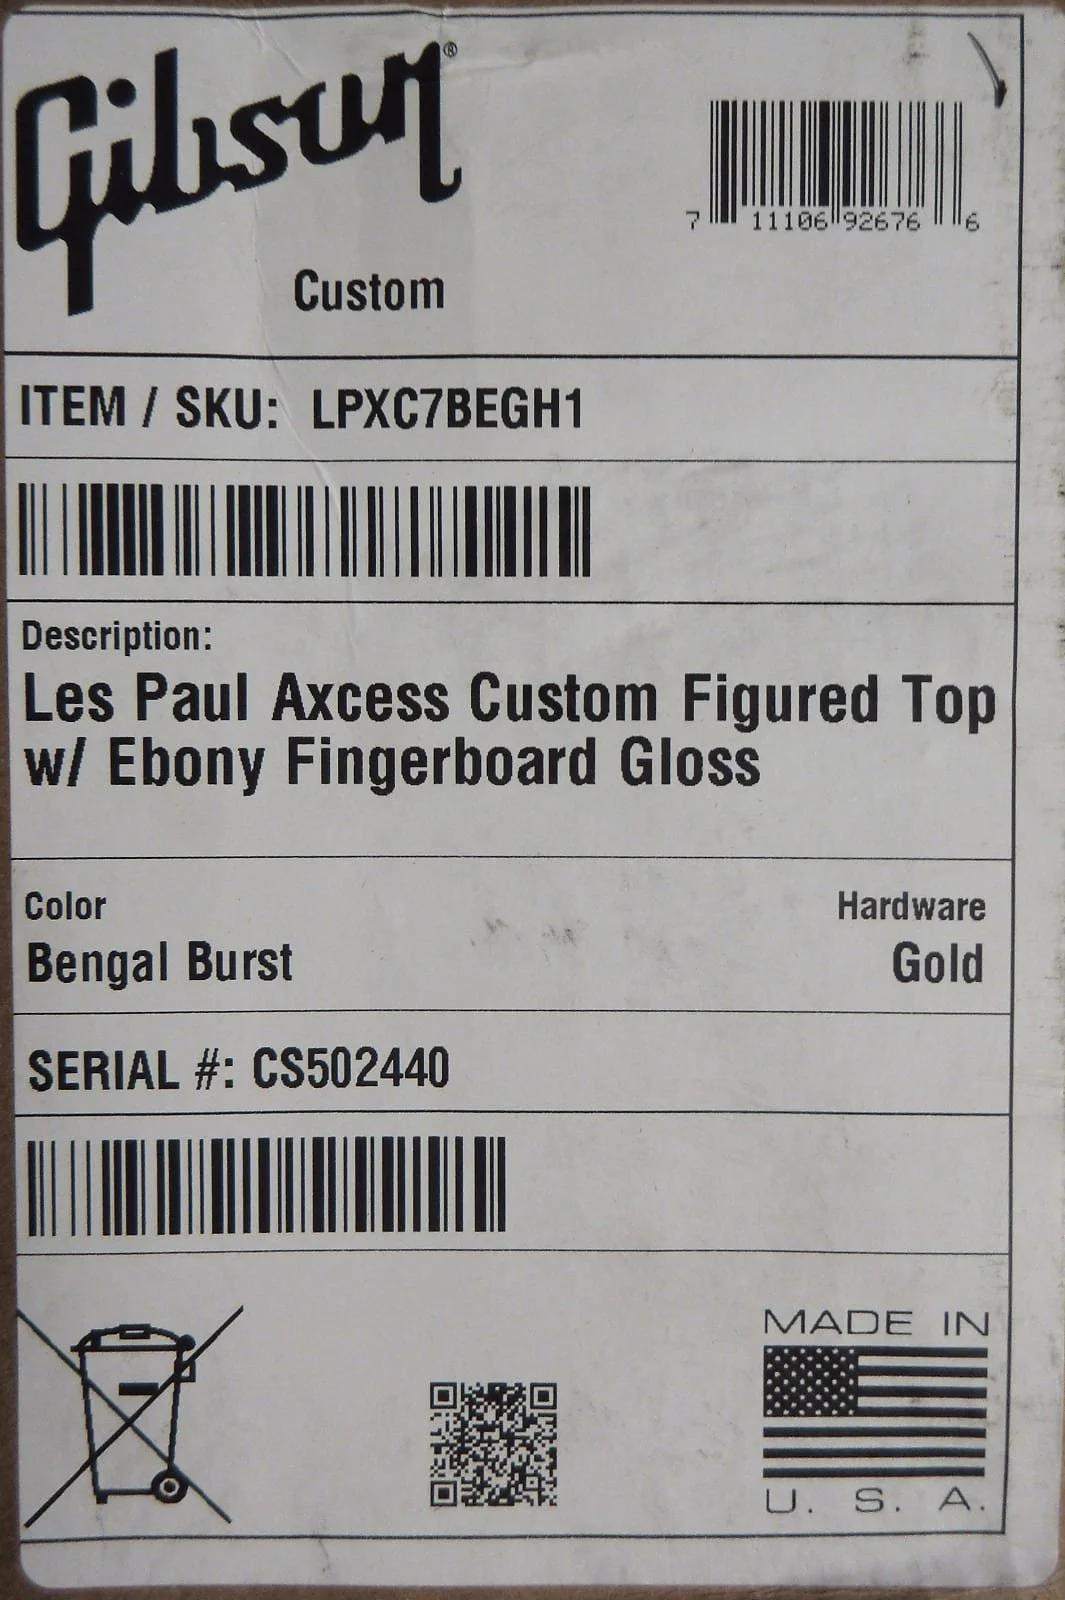 Gibson®
Custom
7 11106 92676 6
ITEM / SKU: LPXC7BEGH1
Description:
Les Paul Axcess Custom Figured Top
w/ Ebony Fingerboard Gloss
Color
Bengal Burst
Hardware
Gold
SERIAL #: CS502440
MADE IN
U. S. A.